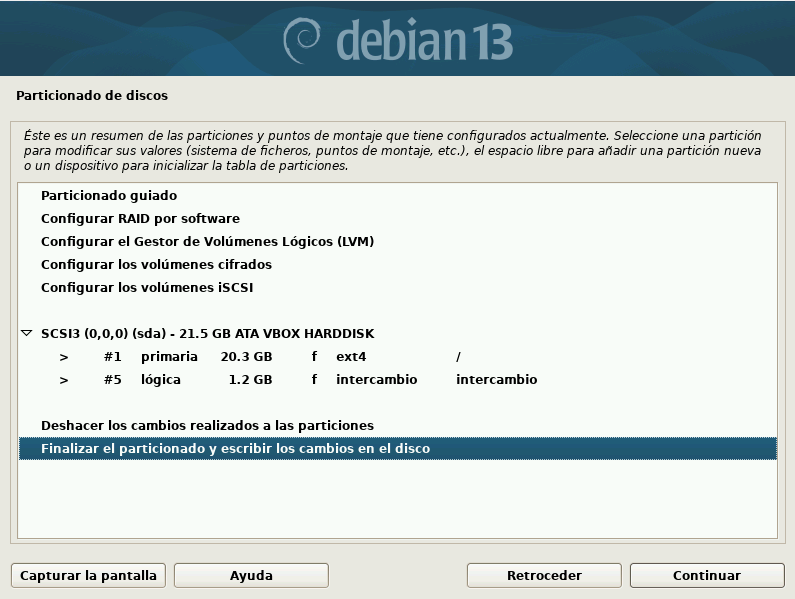 debian 13
Particionado de discos
Éste es un resumen de las particiones y puntos de montaje que tiene configurados actualmente. Seleccione una partición
para modificar sus valores (sistema de ficheros, puntos de montaje, etc.), el espacio libre para añadir una partición nueva
o un dispositivo para inicializar la tabla de particiones.
Particionado guiado
Configurar RAID por software
Configurar el Gestor de Volúmenes Lógicos (LVM)
Configurar los volúmenes cifrados
Configurar los volúmenes iSCSI
SCSI3 (0,0,0) (sda) - 21.5 GB ATA VBOX HARDDISK
> #1 primaria 20.3 GB f ext4 /
> #5 lógica 1.2 GB f intercambio intercambio
Deshacer los cambios realizados a las particiones
Finalizar el particionado y escribir los cambios en el disco
Capturar la pantalla Ayuda Retroceder Continuar